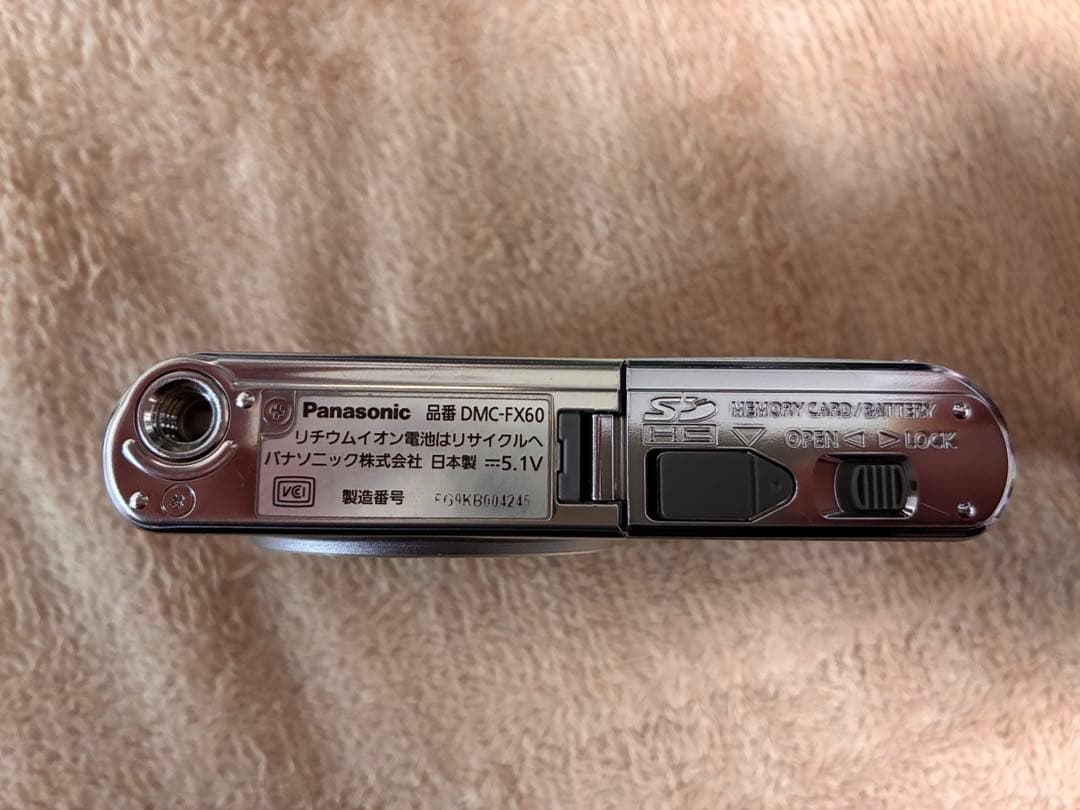 Panasonic 品番 DMC-FX60
リチウムイオン電池はリサイクルへ
パナソニック株式会社 日本製 ⎓5.1V
VCCI 製造番号 FG9KB004245
SD HC MEMORY CARD/BATTERY
OPEN ◁ ▷ LOCK